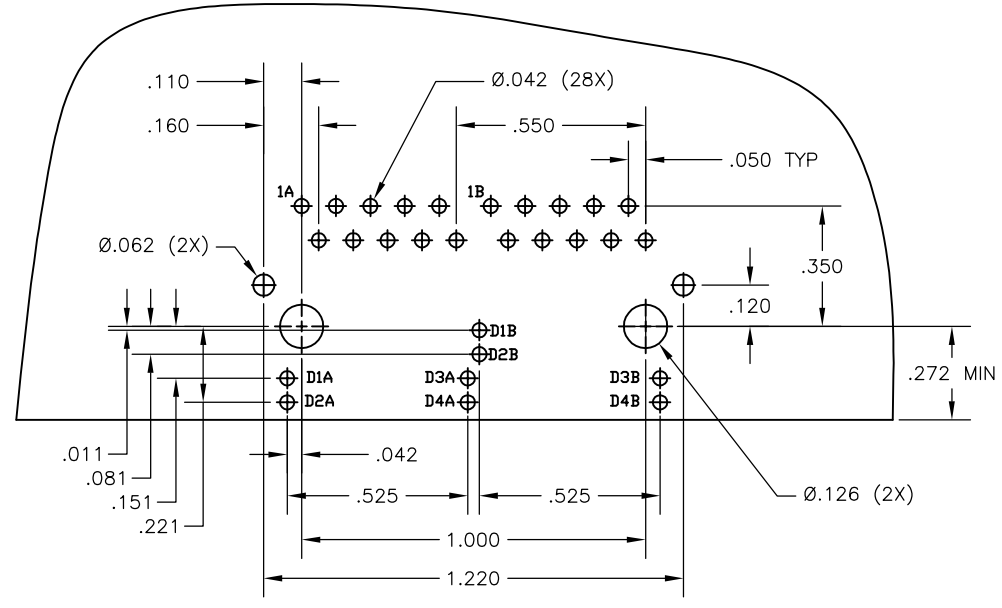 .110
Ø.042 (28X)
.160
.550
.050 TYP
1A
1B
Ø.062 (2X)
.350
.120
D1B
D2B
D1A
D3A
D3B
.272 MIN
D2A
D4A
D4B
.011
.042
.081
.525
.525
Ø.126 (2X)
.151
.221
1.000
1.220